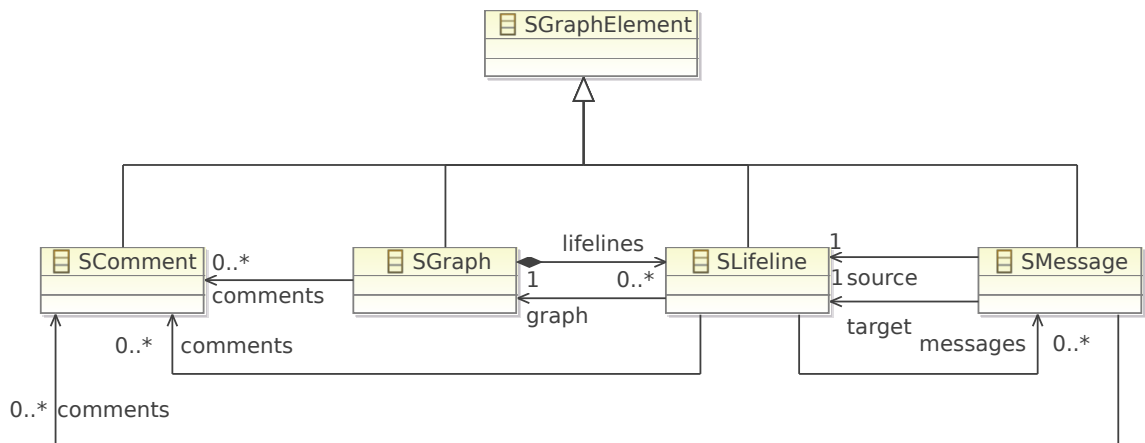 SGraphElement
lifelines
1
SComment
0..*
SGraph
SLifeline
SMessage
1
0..*
1
source
comments
graph
target
0..*
comments
messages
0..*
0..*
comments